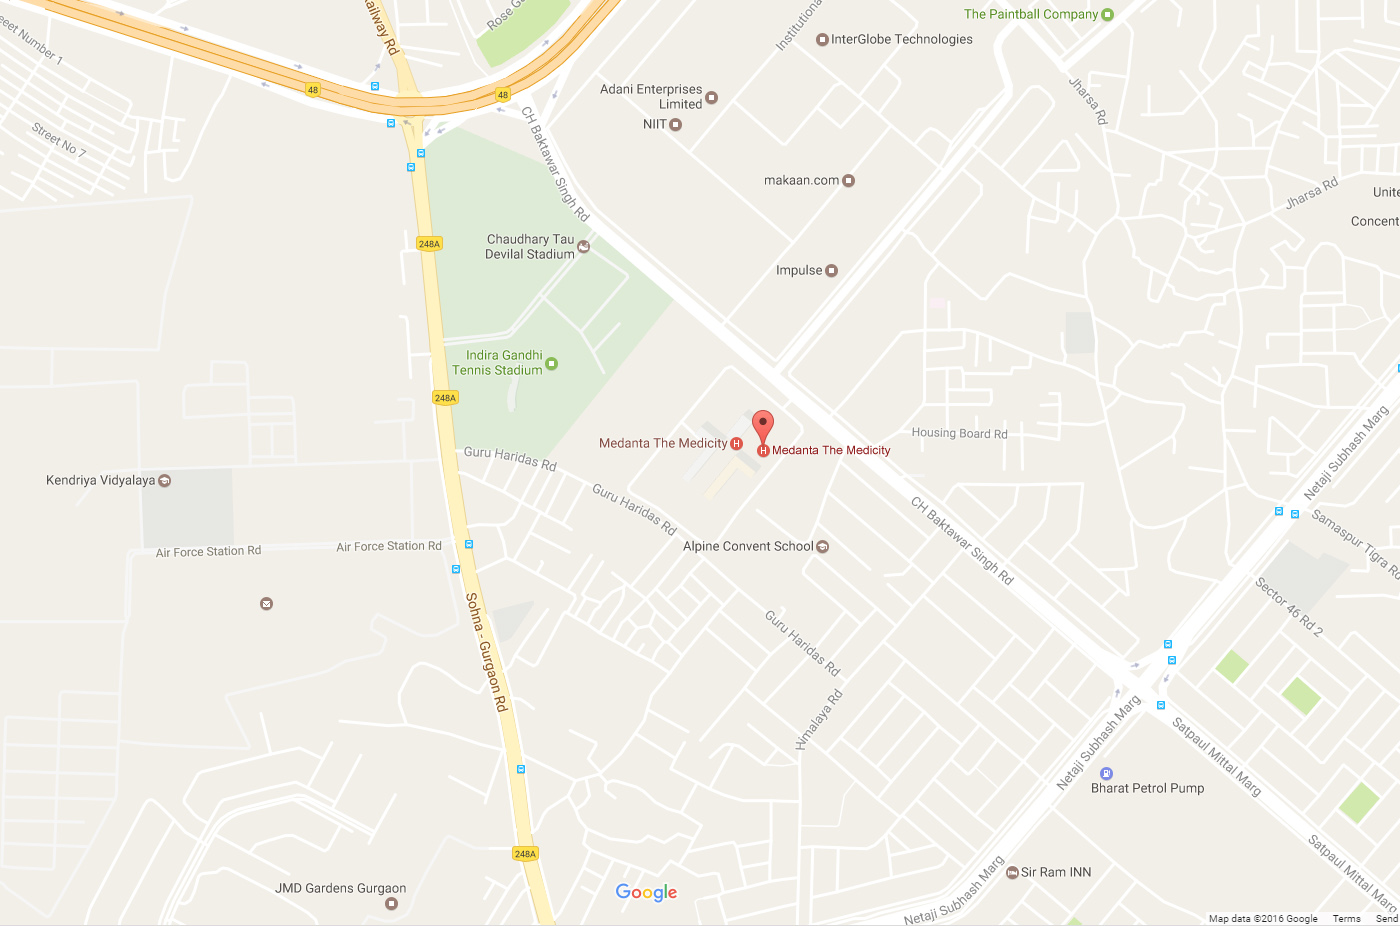 The Paintball Company
Railway Rd
Rose G
Institutional
InterGlobe Technologies
Street Number 1
48
48
Adani Enterprises
Limited
NIIT
Jharsa Rd
CH Baktawar Singh Rd
Street No 7
makaan.com
Jharsa Rd
Unite
Concent
248A
Chaudhary Tau
Devilal Stadium
Impulse
Indira Gandhi
Tennis Stadium
248A
Medanta The Medicity
Medanta The Medicity
Housing Board Rd
Netaji Subhash Marg
Guru Haridas Rd
Kendriya Vidyalaya
Guru Haridas Rd
CH Baktawar Singh Rd
Samaspur Tigra Rd
Air Force Station Rd
Air Force Station Rd
Alpine Convent School
Sector 46 Rd 2
Sohna - Gurgaon Rd
Guru Haridas Rd
Himalaya Rd
Netaji Subhash Marg
Satpaul Mittal Marg
Bharat Petrol Pump
248A
Satpaul Mittal Marg
Sir Ram INN
JMD Gardens Gurgaon
Google
Netaji Subhash Marg
Map data ©2016 Google Terms Send